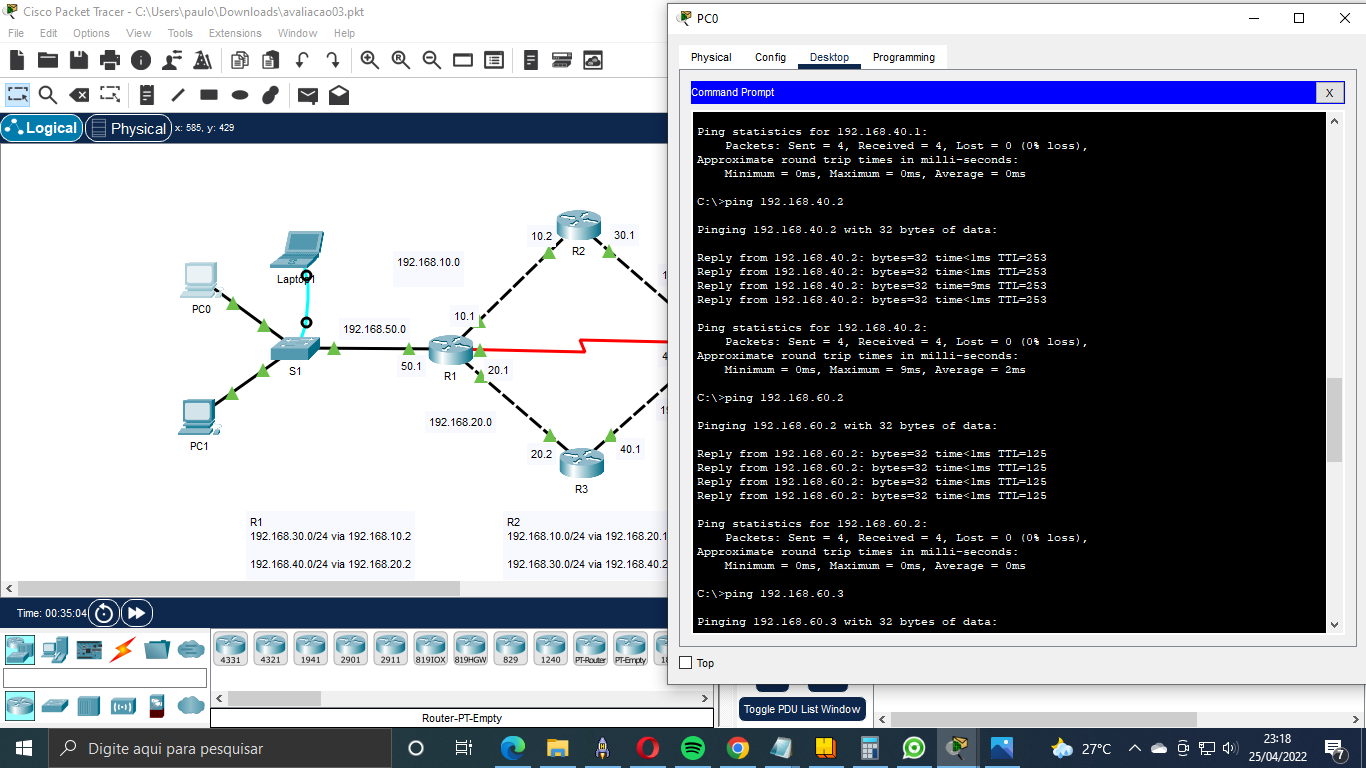 Cisco Packet Tracer - C:\Users\paulo\Downloads\avaliacao03.pkt
File Edit Options View Tools Extensions Window Help
Logical Physical x: 585, y: 429
192.168.10.0
10.2
30.1
R2
Laptop1
PC0
10.1
192.168.50.0
S1
50.1
R1
20.1
192.168.20.0
PC1
20.2
40.1
R3
R1
192.168.30.0/24 via 192.168.10.2
192.168.40.0/24 via 192.168.20.2
R2
192.168.10.0/24 via 192.168.20.1
192.168.30.0/24 via 192.168.40.2
Time: 00:35:04
4331 4321 1941 2901 2911 819IOX 819HGW 829 1240 PT-Router PT-Empty
Router-PT-Empty
Toggle PDU List Window
PC0
Physical Config Desktop Programming
Command Prompt X
Ping statistics for 192.168.40.1:
Packets: Sent = 4, Received = 4, Lost = 0 (0% loss),
Approximate round trip times in milli-seconds:
Minimum = 0ms, Maximum = 0ms, Average = 0ms
C:\>ping 192.168.40.2
Pinging 192.168.40.2 with 32 bytes of data:
Reply from 192.168.40.2: bytes=32 time<1ms TTL=253
Reply from 192.168.40.2: bytes=32 time<1ms TTL=253
Reply from 192.168.40.2: bytes=32 time=9ms TTL=253
Reply from 192.168.40.2: bytes=32 time<1ms TTL=253
Ping statistics for 192.168.40.2:
Packets: Sent = 4, Received = 4, Lost = 0 (0% loss),
Approximate round trip times in milli-seconds:
Minimum = 0ms, Maximum = 9ms, Average = 2ms
C:\>ping 192.168.60.2
Pinging 192.168.60.2 with 32 bytes of data:
Reply from 192.168.60.2: bytes=32 time<1ms TTL=125
Reply from 192.168.60.2: bytes=32 time<1ms TTL=125
Reply from 192.168.60.2: bytes=32 time<1ms TTL=125
Reply from 192.168.60.2: bytes=32 time<1ms TTL=125
Ping statistics for 192.168.60.2:
Packets: Sent = 4, Received = 4, Lost = 0 (0% loss),
Approximate round trip times in milli-seconds:
Minimum = 0ms, Maximum = 0ms, Average = 0ms
C:\>ping 192.168.60.3
Pinging 192.168.60.3 with 32 bytes of data:
Top
Digite aqui para pesquisar
27°C
23:18
25/04/2022
7